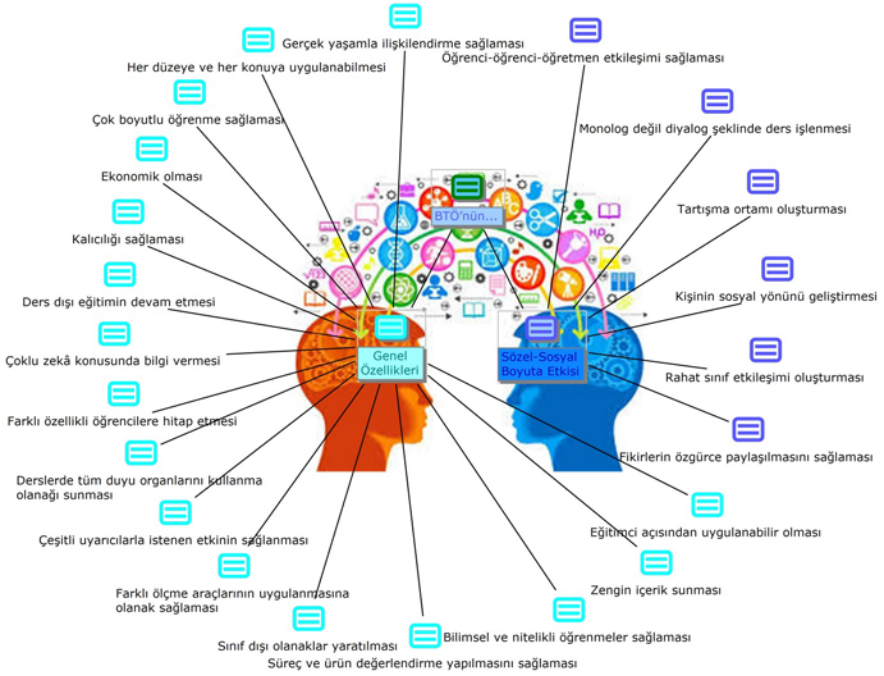 Gerçek yaşamla ilişkilendirme sağlaması
Öğrenci-öğrenci-öğretmen etkileşimi sağlaması
Her düzeye ve her konuya uygulanabilmesi
Çok boyutlu öğrenme sağlaması
Monolog değil diyalog şeklinde ders işlenmesi
Ekonomik olması
Tartışma ortamı oluşturması
BTÖ'nün...
ABC
H₂O
Kalıcılığı sağlaması
√123
Ders dışı eğitimin devam etmesi
Kişinin sosyal yönünü geliştirmesi
Çoklu zekâ konusunda bilgi vermesi
Genel
Özellikleri
Sözel-Sosyal
Boyuta Etkisi
Rahat sınıf etkileşimi oluşturması
Farklı özellikli öğrencilere hitap etmesi
Fikirlerin özgürce paylaşılmasını sağlaması
Derslerde tüm duyu organlarını kullanma
olanağı sunması
Eğitimci açısından uygulanabilir olması
Çeşitli uyarıcılarla istenen etkinin sağlanması
Zengin içerik sunması
Farklı ölçme araçlarının uygulanmasına
olanak sağlaması
Bilimsel ve nitelikli öğrenmeler sağlaması
Sınıf dışı olanaklar yaratılması
Süreç ve ürün değerlendirme yapılmasını sağlaması